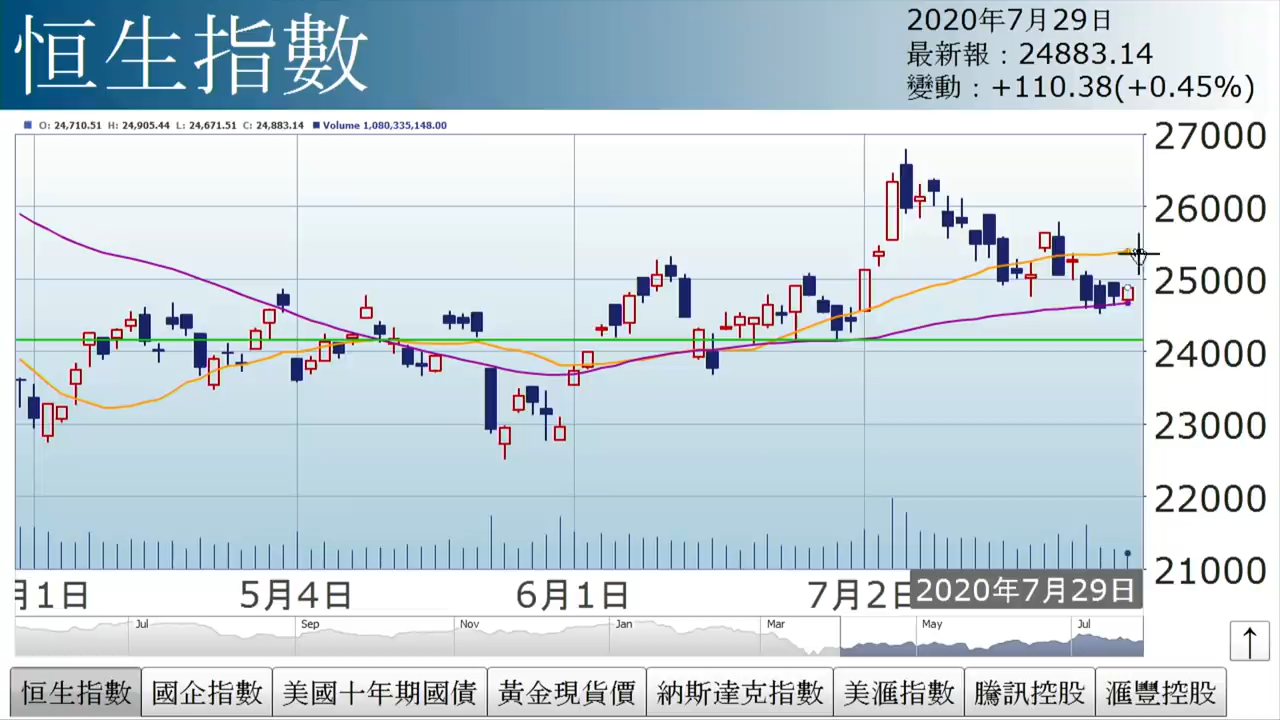 恒生指數
2020年7月29日
最新報：24883.14
變動：+110.38(+0.45%)
O: 24,710.51 H: 24,905.44 L: 24,671.51 C: 24,883.14 Volume 1,080,335,148.00
27000
26000
25000
24000
23000
22000
21000
月1日 5月4日 6月1日 7月2日 2020年7月29日
Jul Sep Nov Jan Mar May Jul
↑
恒生指數 國企指數 美國十年期國債 黃金現貨價 納斯達克指數 美滙指數 騰訊控股 滙豐控股